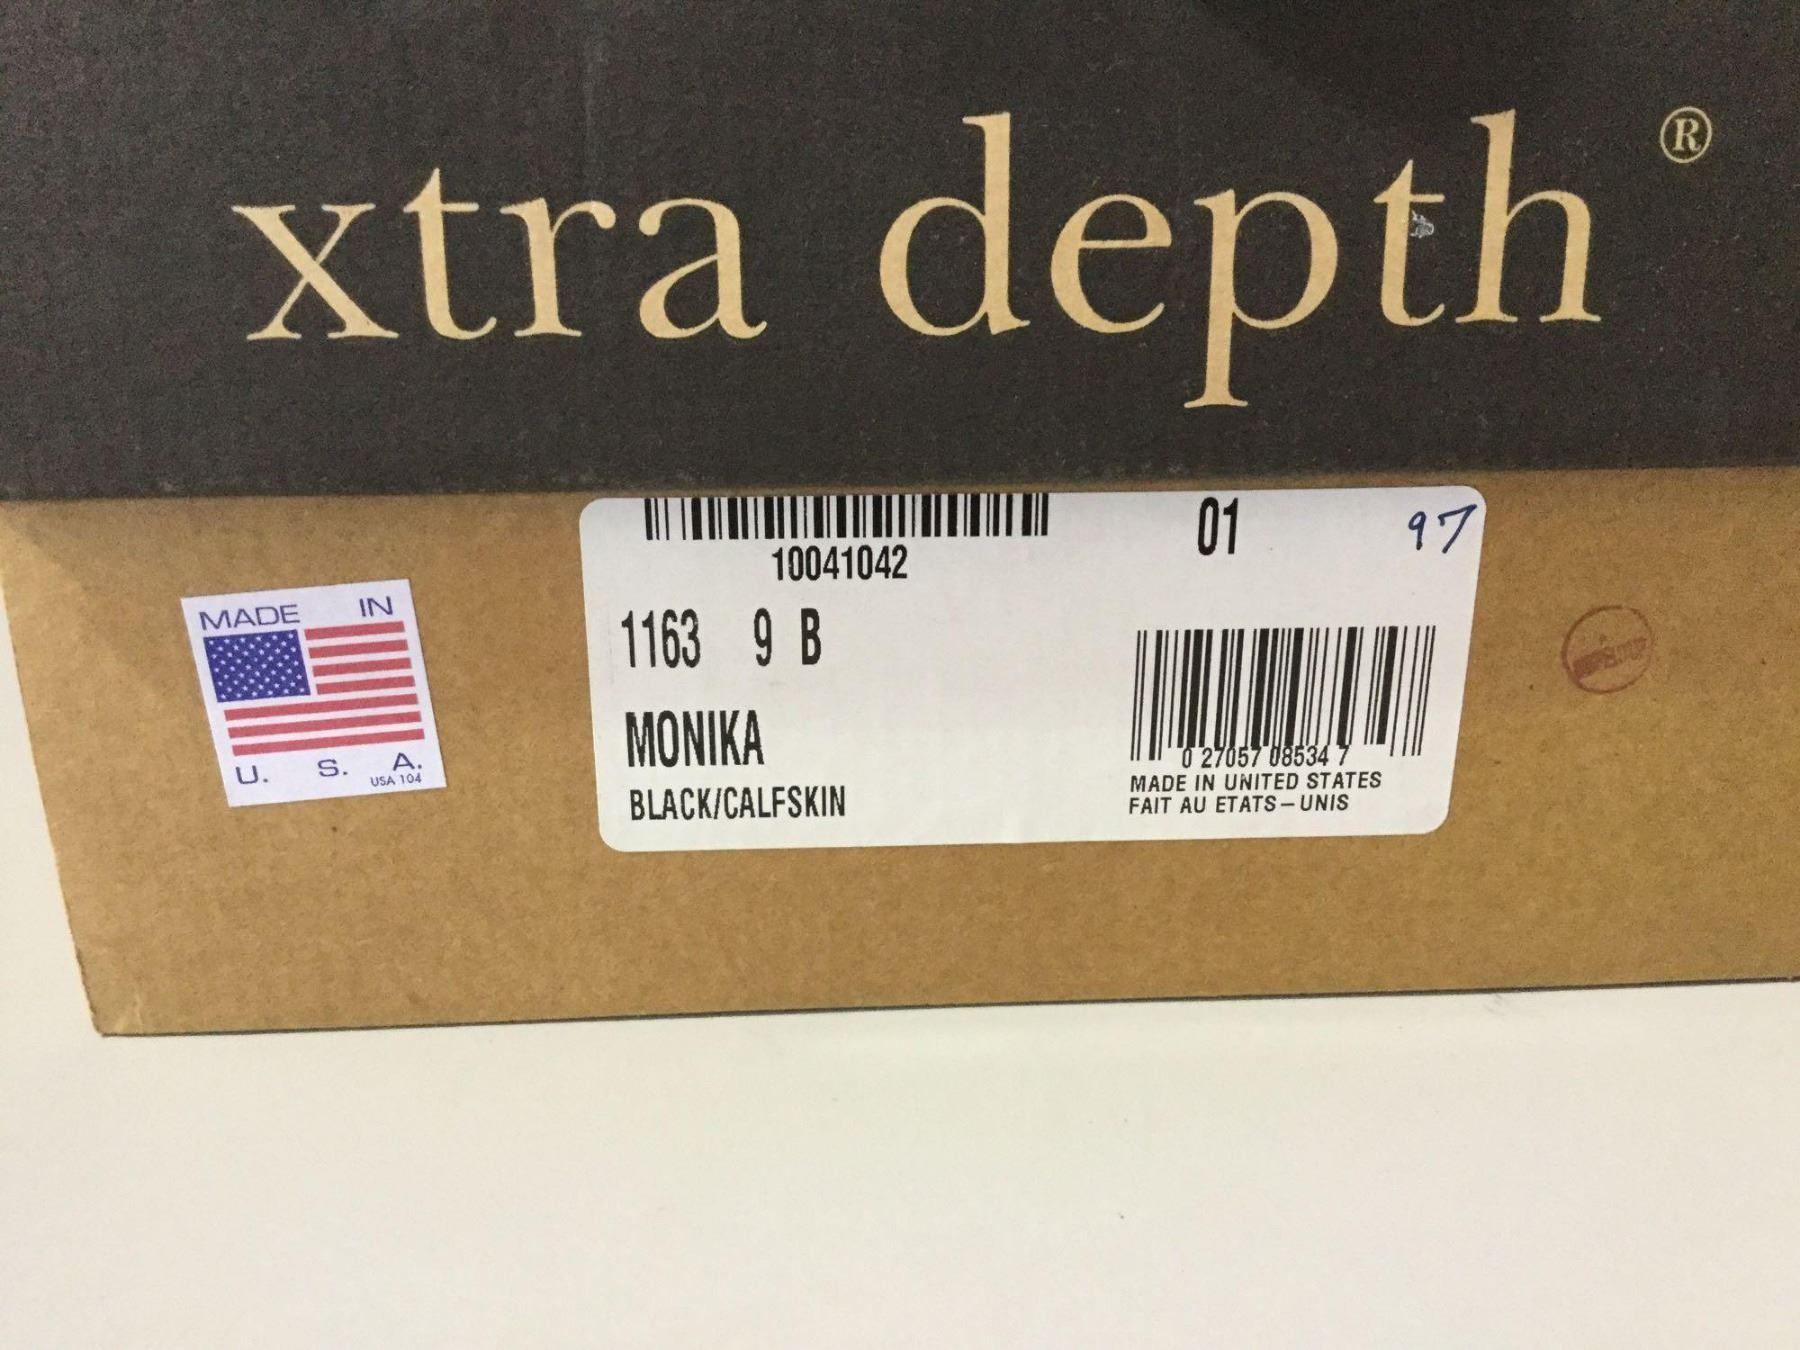 xtra depth ®
10041042
01
97
1163 9 B
MONIKA
BLACK/CALFSKIN
0 27057 08534 7
MADE IN UNITED STATES
FAIT AU ETATS-UNIS
MADE IN
U. S. A.
USA 104